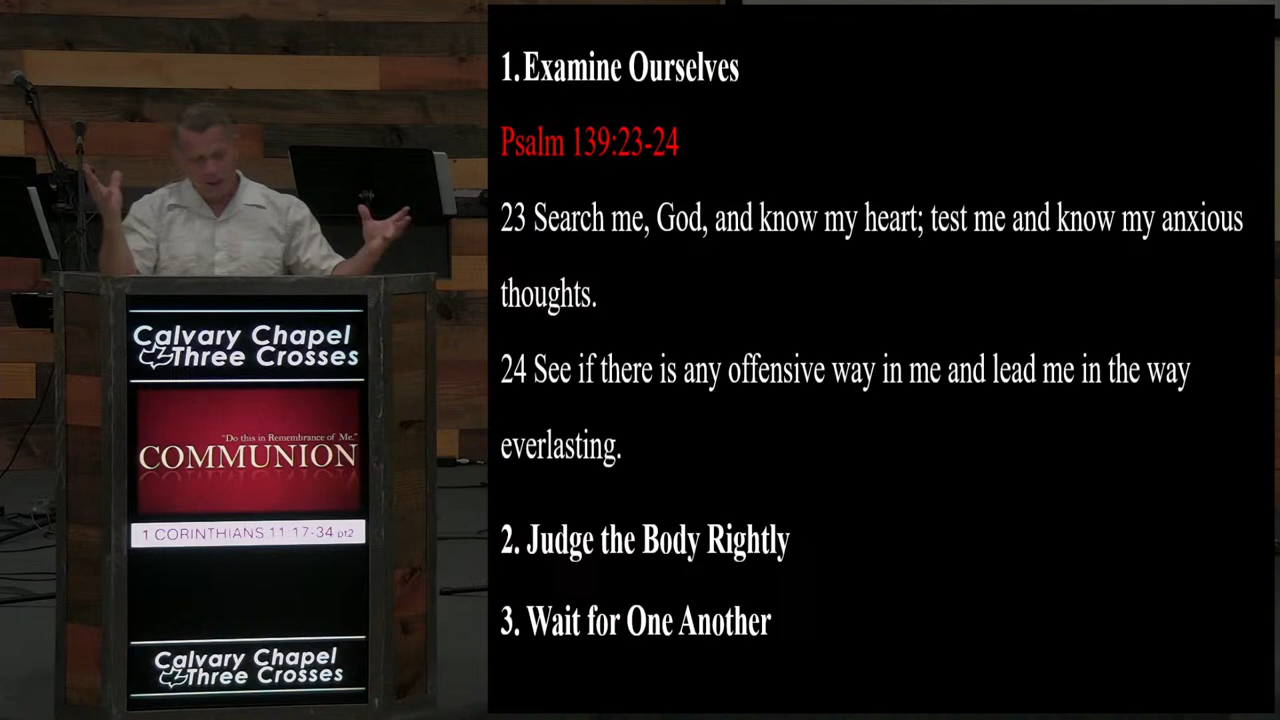 Calvary Chapel
Three Crosses
"Do this in Remembrance of Me."
COMMUNION
1 CORINTHIANS 11:17-34 pt2
Calvary Chapel
Three Crosses
1. Examine Ourselves
Psalm 139:23-24
23 Search me, God, and know my heart; test me and know my anxious
thoughts.
24 See if there is any offensive way in me and lead me in the way
everlasting.
2. Judge the Body Rightly
3. Wait for One Another